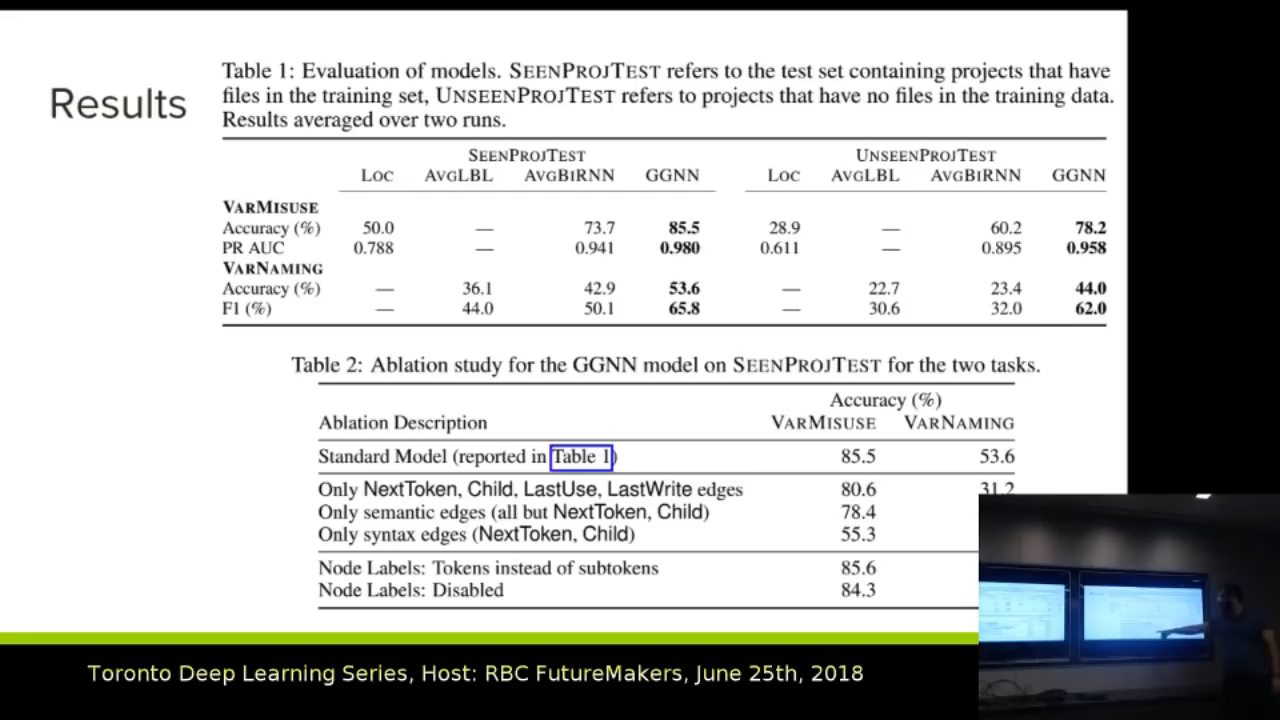 Results
Table 1: Evaluation of models. SEENPROJTEST refers to the test set containing projects that have
files in the training set, UNSEENPROJTEST refers to projects that have no files in the training data.
Results averaged over two runs.
SEENPROJTEST UNSEENPROJTEST
LOC AVGLBL AVGBIRNN GGNN LOC AVGLBL AVGBIRNN GGNN
VARMISUSE
Accuracy (%) 50.0 — 73.7 85.5 28.9 — 60.2 78.2
PR AUC 0.788 — 0.941 0.980 0.611 — 0.895 0.958
VARNAMING
Accuracy (%) — 36.1 42.9 53.6 — 22.7 23.4 44.0
F1 (%) — 44.0 50.1 65.8 — 30.6 32.0 62.0
Table 2: Ablation study for the GGNN model on SEENPROJTEST for the two tasks.
Accuracy (%)
Ablation Description VARMISUSE VARNAMING
Standard Model (reported in Table 1) 85.5 53.6
Only NextToken, Child, LastUse, LastWrite edges 80.6 31.2
Only semantic edges (all but NextToken, Child) 78.4
Only syntax edges (NextToken, Child) 55.3
Node Labels: Tokens instead of subtokens 85.6
Node Labels: Disabled 84.3
Toronto Deep Learning Series, Host: RBC FutureMakers, June 25th, 2018